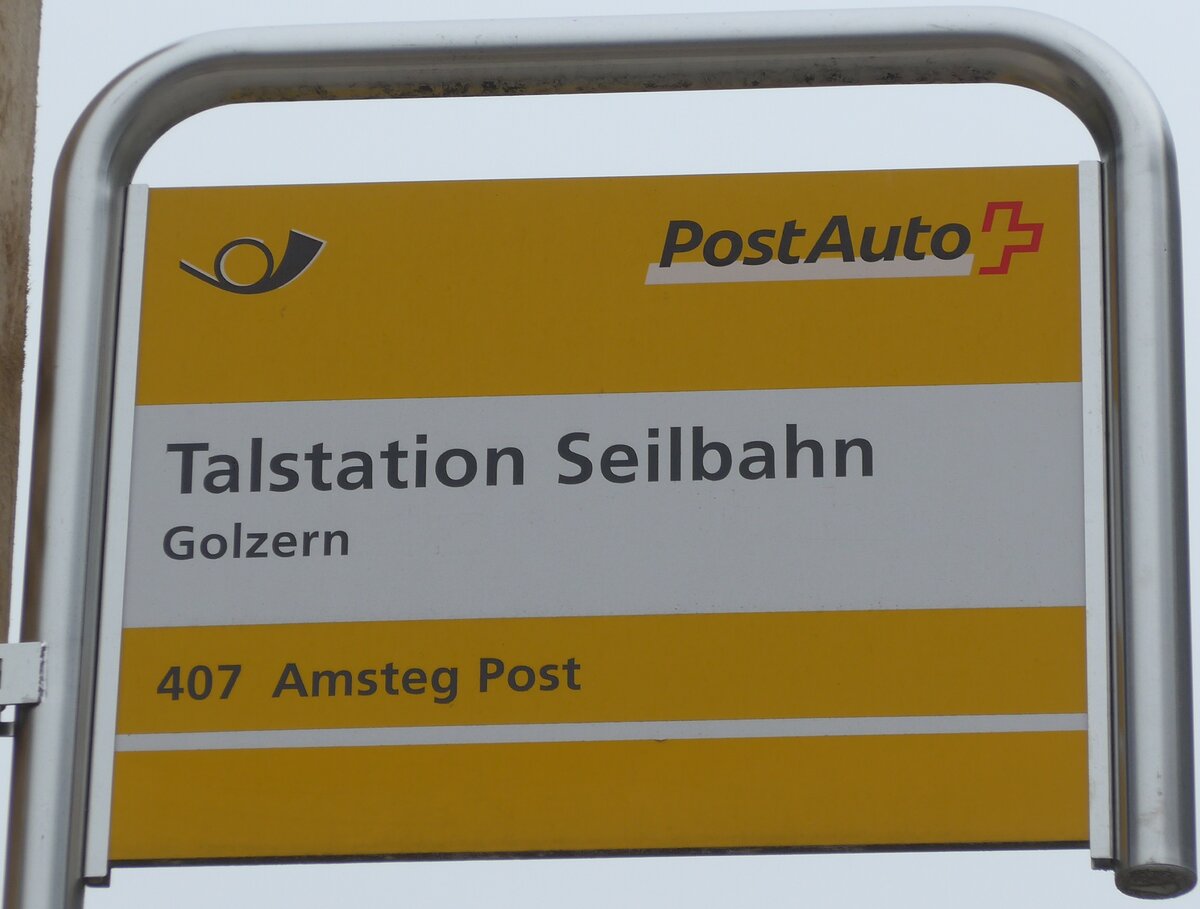 PostAuto
Talstation Seilbahn
Golzern
407 Amsteg Post